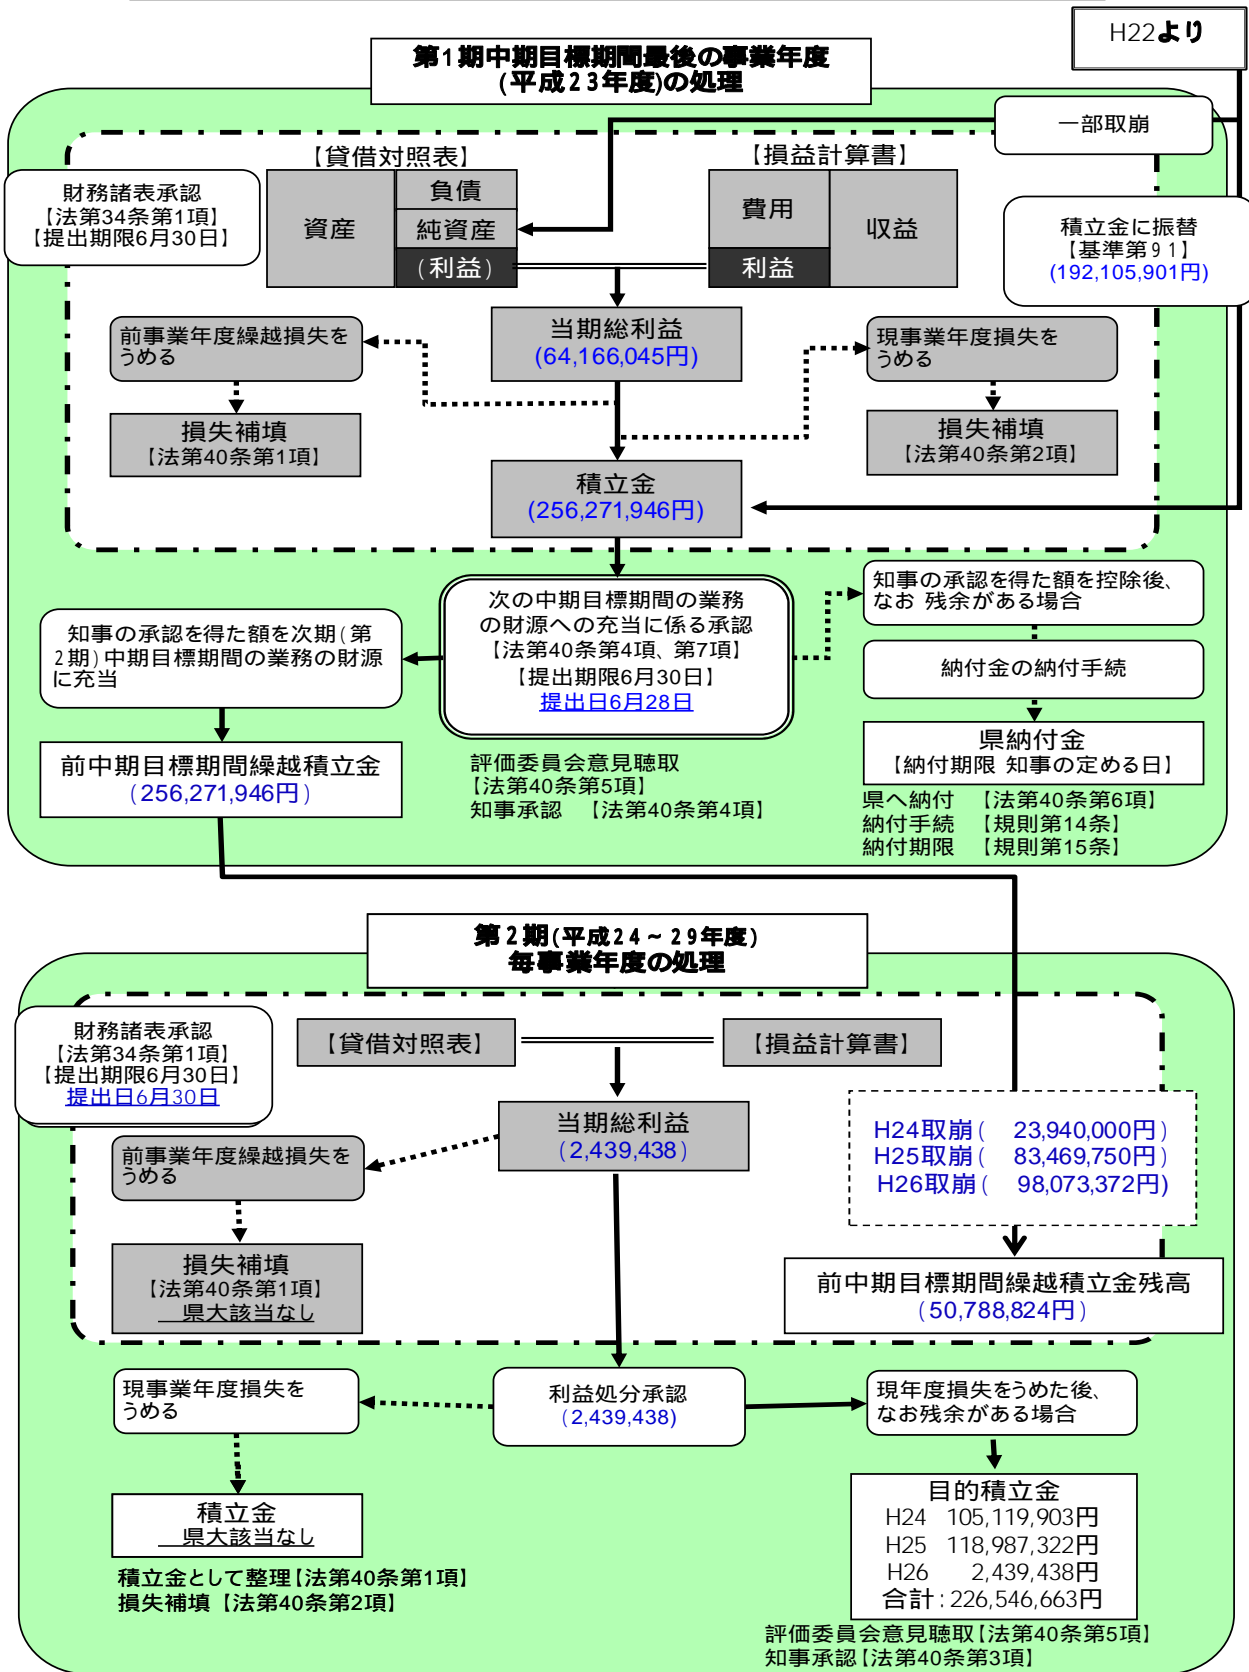 H22より
第1期中期目標期間最後の事業年度
(平成23年度)の処理
一部取崩
【貸借対照表】
【損益計算書】
財務諸表承認
【法第34条第1項】
【提出期限6月30日】
資産
負債
純資産
(利益)
費用
利益
収益
積立金に振替
【基準第91】
(192,105,901円)
当期総利益
(64,166,045円)
前事業年度繰越損失を
うめる
現事業年度損失を
うめる
損失補填
【法第40条第1項】
損失補填
【法第40条第2項】
積立金
(256,271,946円)
次の中期目標期間の業務
の財源への充当に係る承認
【法第40条第4項、第7項】
【提出期限6月30日】
提出日6月28日
知事の承認を得た額を控除後、
なお 残余がある場合
知事の承認を得た額を次期(第
2期)中期目標期間の業務の財源
に充当
納付金の納付手続
県納付金
【納付期限 知事の定める日】
前中期目標期間繰越積立金
(256,271,946円)
評価委員会意見聴取
【法第40条第5項】
知事承認 【法第40条第4項】
県へ納付 【法第40条第6項】
納付手続 【規則第14条】
納付期限 【規則第15条】
第2期(平成24~29年度)
毎事業年度の処理
財務諸表承認
【法第34条第1項】
【提出期限6月30日】
提出日6月30日
【貸借対照表】
【損益計算書】
当期総利益
(2,439,438)
前事業年度繰越損失を
うめる
H24取崩( 23,940,000円)
H25取崩( 83,469,750円)
H26取崩( 98,073,372円)
損失補填
【法第40条第1項】
県大該当なし
前中期目標期間繰越積立金残高
(50,788,824円)
現事業年度損失を
うめる
利益処分承認
(2,439,438)
現年度損失をうめた後、
なお残余がある場合
積立金
県大該当なし
目的積立金
H24 105,119,903円
H25 118,987,322円
H26 2,439,438円
合計:226,546,663円
積立金として整理【法第40条第1項】
損失補填 【法第40条第2項】
評価委員会意見聴取【法第40条第5項】
知事承認【法第40条第3項】